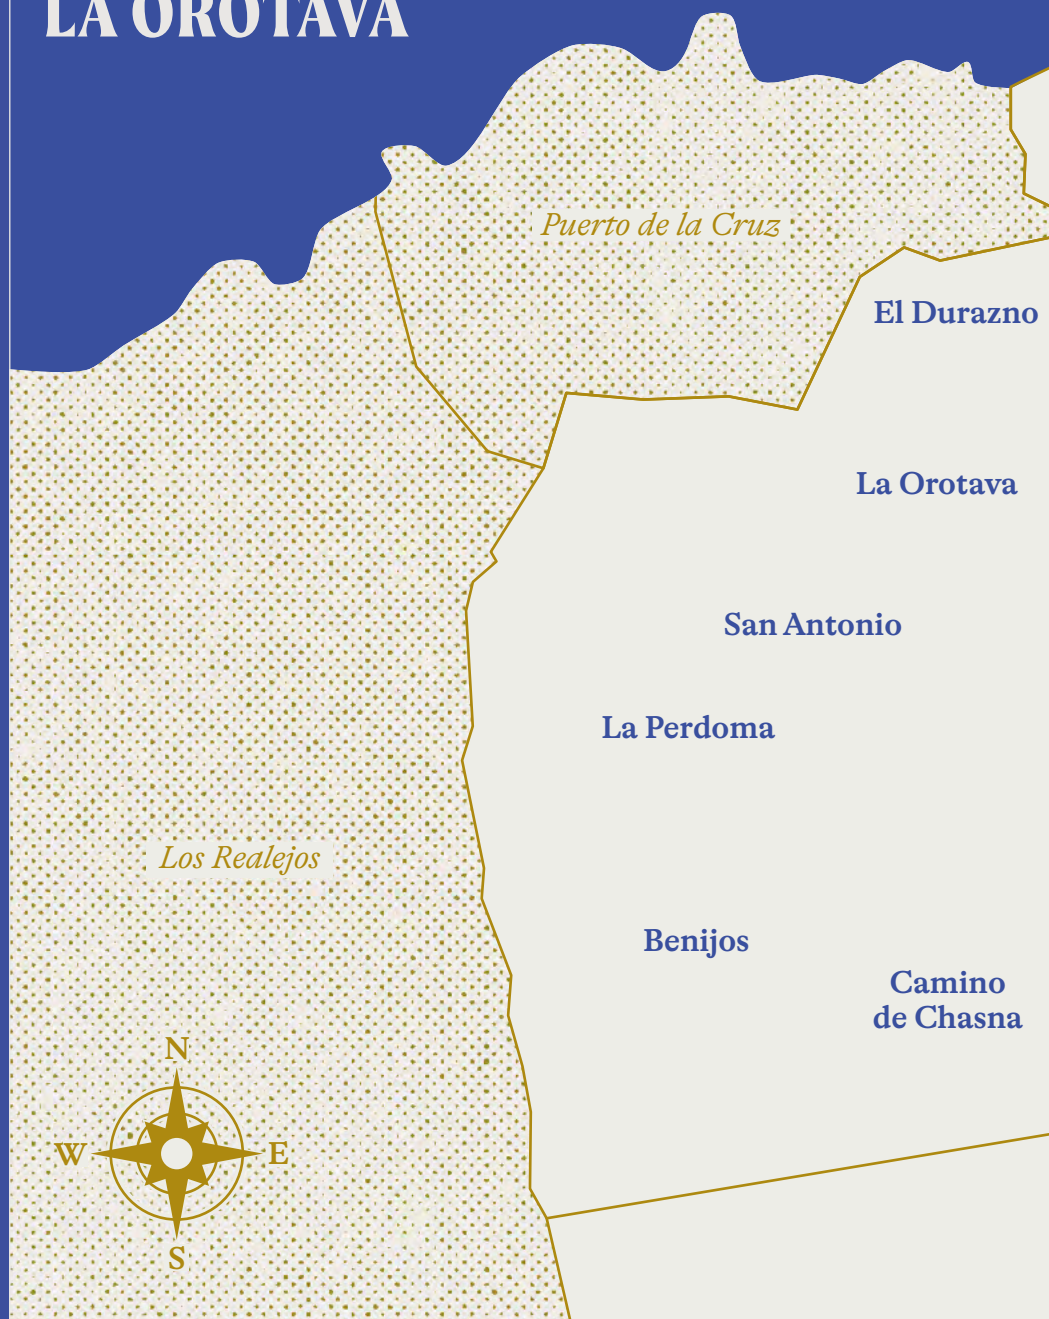 LA OROTAVA
Puerto de la Cruz
El Durazno
La Orotava
San Antonio
La Perdoma
Los Realejos
Benijos
Camino
de Chasna
N
W
E
S